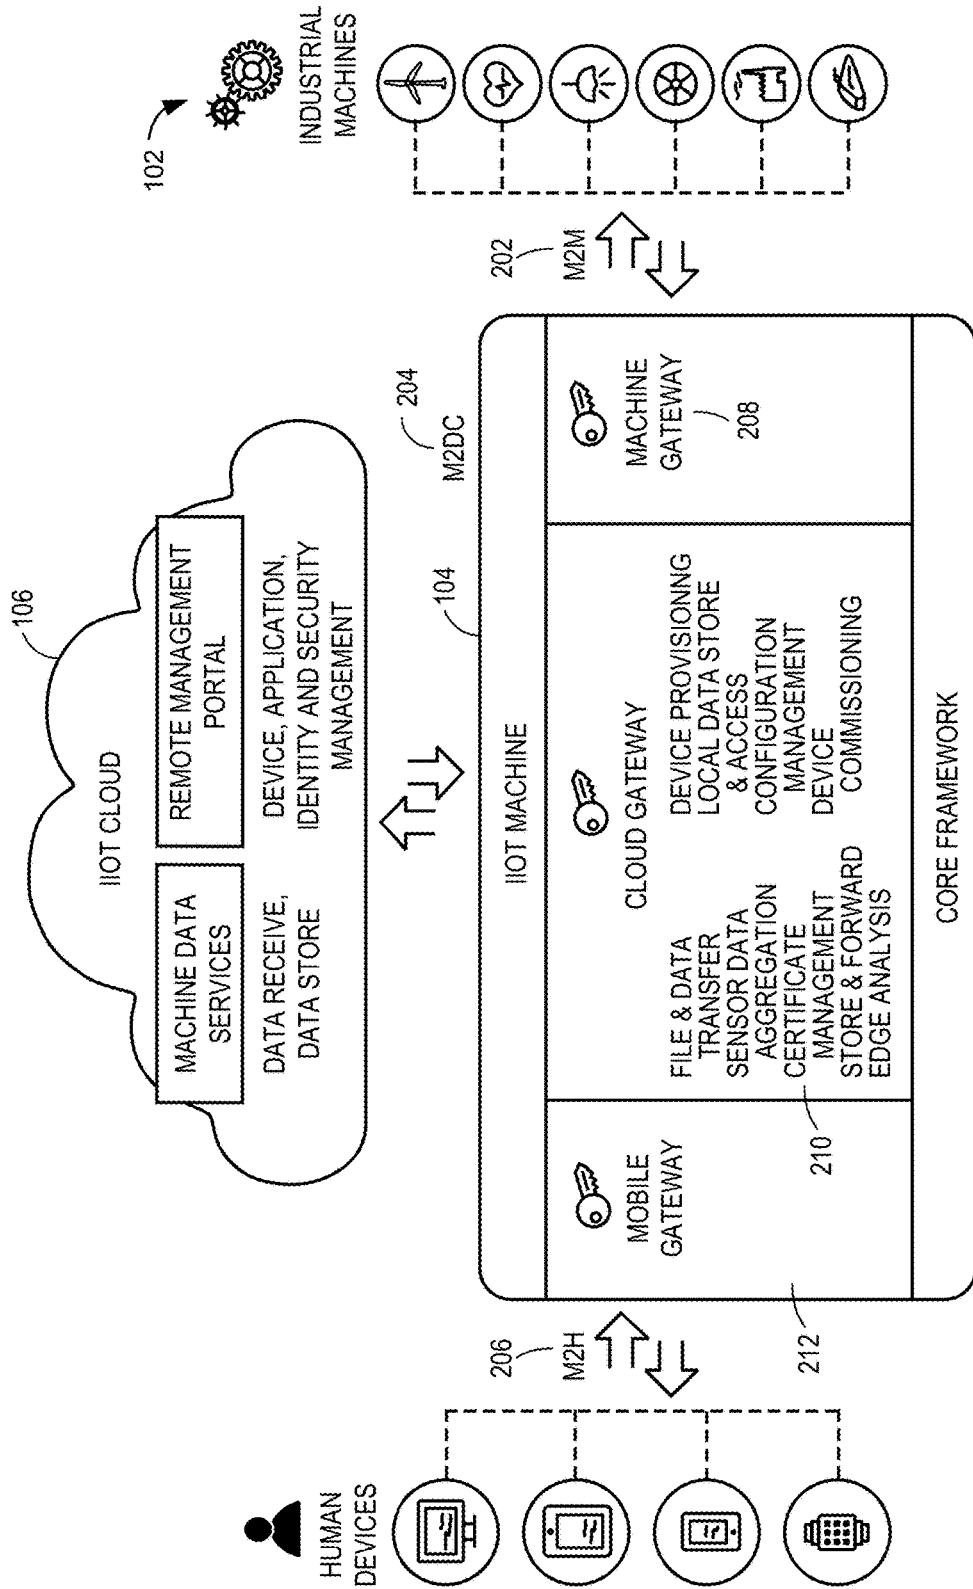 106
IIOT CLOUD
MACHINE DATA
SERVICES
DATA RECEIVE,
DATA STORE
REMOTE MANAGEMENT
PORTAL
DEVICE, APPLICATION,
IDENTITY AND SECURITY
MANAGEMENT
102
INDUSTRIAL
MACHINES
HUMAN
DEVICES
206
M2H
204
M2DC
202
M2M
104
IIOT MACHINE
MOBILE
GATEWAY
212
CLOUD GATEWAY
FILE & DATA
TRANSFER
SENSOR DATA
AGGREGATION
CERTIFICATE
MANAGEMENT
STORE & FORWARD
EDGE ANALYSIS
210
DEVICE PROVISIONING
LOCAL DATA STORE
& ACCESS
CONFIGURATION
MANAGEMENT
DEVICE
COMMISSIONING
MACHINE
GATEWAY
208
CORE FRAMEWORK